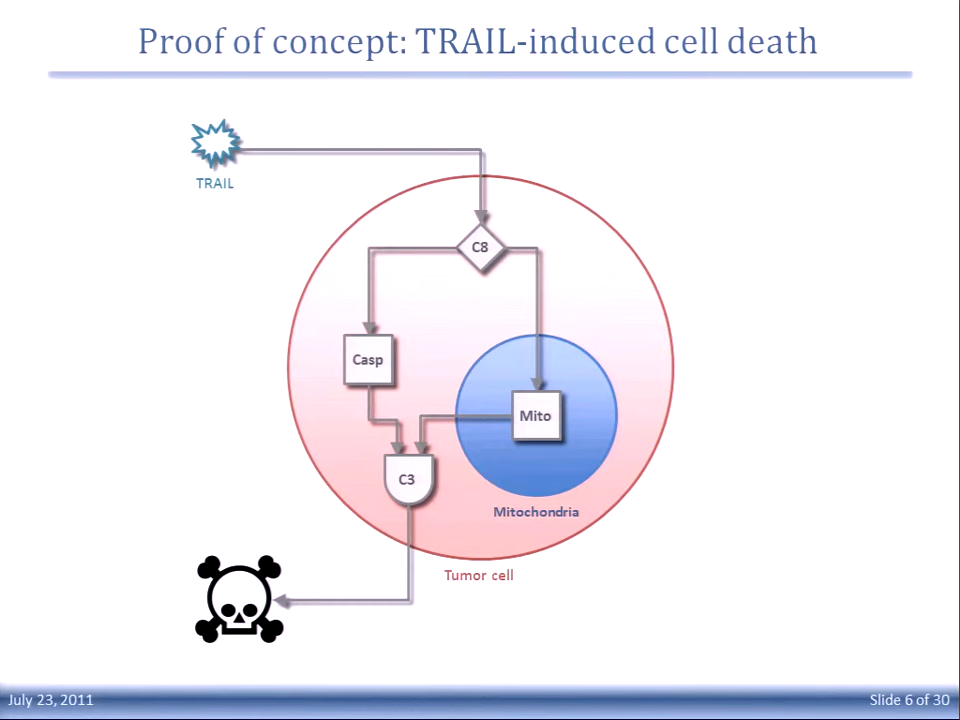 Proof of concept: TRAIL-induced cell death
TRAIL
C8
Casp
Mito
C3
Mitochondria
Tumor cell
July 23, 2011
Slide 6 of 30